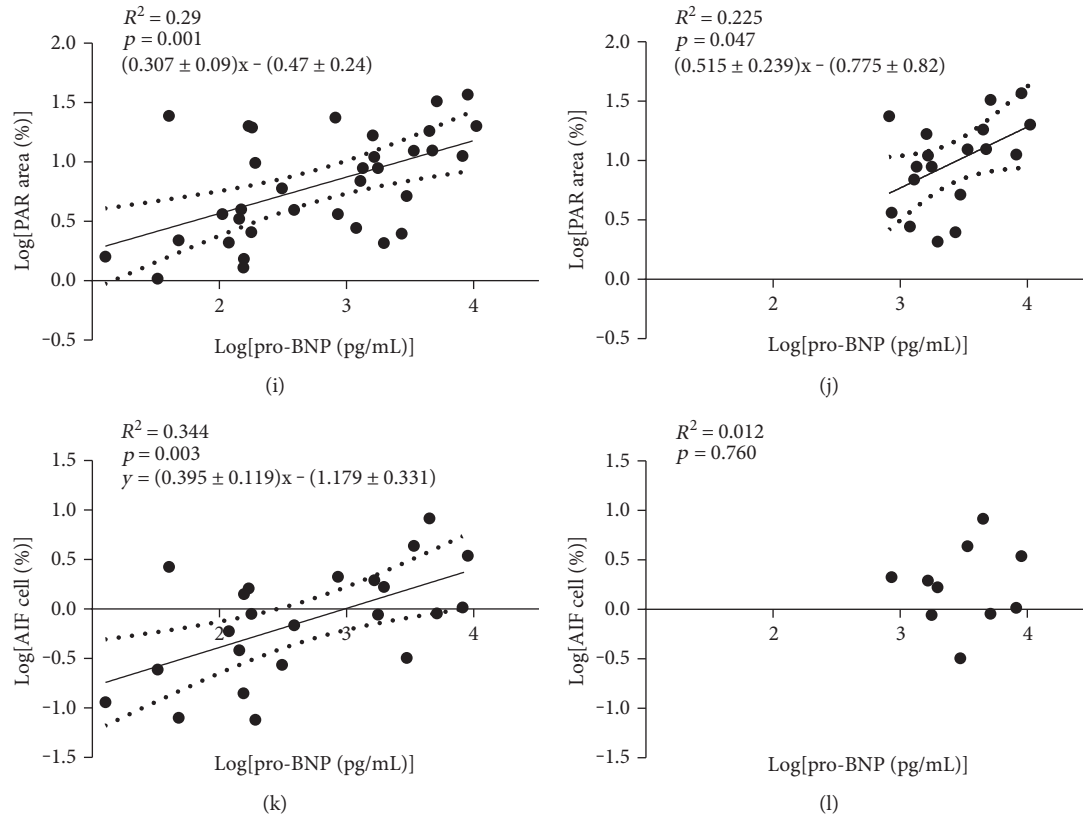 R² = 0.29
p = 0.001
(0.307 ± 0.09)x − (0.47 ± 0.24)
2.0
1.5
1.0
0.5
0.0
−0.5
Log[PAR area (%)]
2
3
4
Log[pro-BNP (pg/mL)]
(i)
R² = 0.225
p = 0.047
(0.515 ± 0.239)x − (0.775 ± 0.82)
2.0
1.5
1.0
0.5
0.0
−0.5
Log[PAR area (%)]
2
3
4
Log[pro-BNP (pg/mL)]
(j)
R² = 0.344
p = 0.003
y = (0.395 ± 0.119)x − (1.179 ± 0.331)
1.5
1.0
0.5
0.0
−0.5
−1.0
−1.5
Log[AIF cell (%)]
2
3
4
Log[pro-BNP (pg/mL)]
(k)
R² = 0.012
p = 0.760
1.5
1.0
0.5
0.0
−0.5
−1.0
−1.5
Log[AIF cell (%)]
2
3
4
Log[pro-BNP (pg/mL)]
(l)